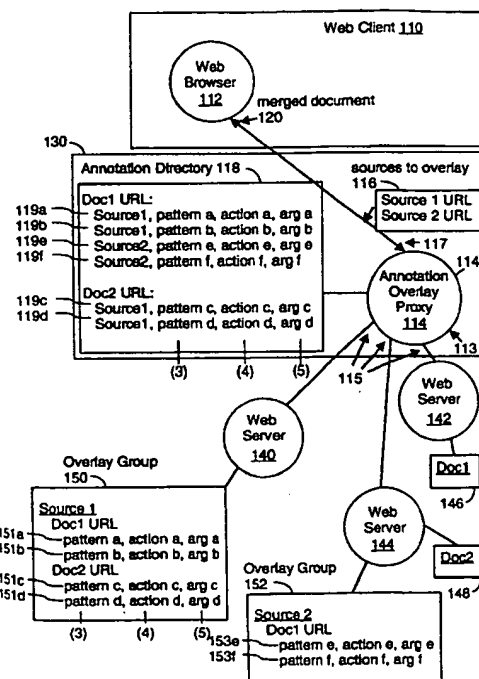 Web Client 110
Web
Browser
112
merged document
120
130
Annotation Directory 118
sources to overlay
116
Source 1 URL
Source 2 URL
117
Doc1 URL:
119a Source1, pattern a, action a, arg a
119b Source1, pattern b, action b, arg b
119e Source2, pattern e, action e, arg e
119f Source2, pattern f, action f, arg f
Doc2 URL:
119c Source1, pattern c, action c, arg c
119d Source1, pattern d, action d, arg d
(3) (4) (5)
114
Annotation
Overlay
Proxy
114
113
115
Web
Server
140
Web
Server
142
Doc1
146
Overlay Group
150
Source 1
Doc1 URL
151a pattern a, action a, arg a
151b pattern b, action b, arg b
Doc2 URL
151c pattern c, action c, arg c
151d pattern d, action d, arg d
(3) (4) (5)
Web
Server
144
Doc2
148
Overlay Group
152
Source 2
Doc1 URL
153e pattern e, action e, arg e
153f pattern f, action f, arg f